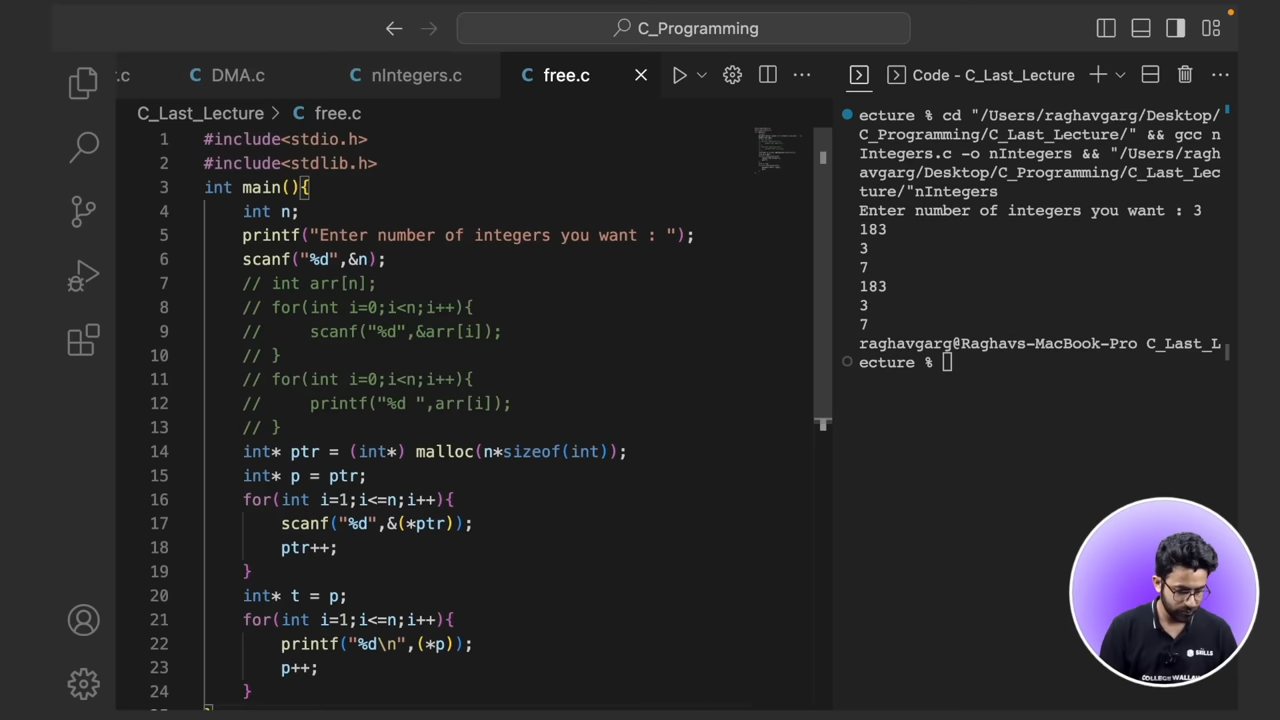 C_Programming
.c
DMA.c
nIntegers.c
free.c
Code - C_Last_Lecture
C_Last_Lecture > free.c
1 #include<stdio.h>
2 #include<stdlib.h>
3 int main(){
4 int n;
5 printf("Enter number of integers you want : ");
6 scanf("%d",&n);
7 // int arr[n];
8 // for(int i=0;i<n;i++){
9 //     scanf("%d",&arr[i]);
10 // }
11 // for(int i=0;i<n;i++){
12 //     printf("%d ",arr[i]);
13 // }
14 int* ptr = (int*) malloc(n*sizeof(int));
15 int* p = ptr;
16 for(int i=1;i<=n;i++){
17 scanf("%d",&(*ptr));
18 ptr++;
19 }
20 int* t = p;
21 for(int i=1;i<=n;i++){
22 printf("%d\n",(*p));
23 p++;
24 }
ecture % cd "/Users/raghavgarg/Desktop/
C_Programming/C_Last_Lecture/" && gcc n
Integers.c -o nIntegers && "/Users/ragh
avgarg/Desktop/C_Programming/C_Last_Lec
ture/"nIntegers
Enter number of integers you want : 3
183
3
7
183
3
7
raghavgarg@Raghavs-MacBook-Pro C_Last_L
ecture %
SKILLS
COLLEGE WALLAH